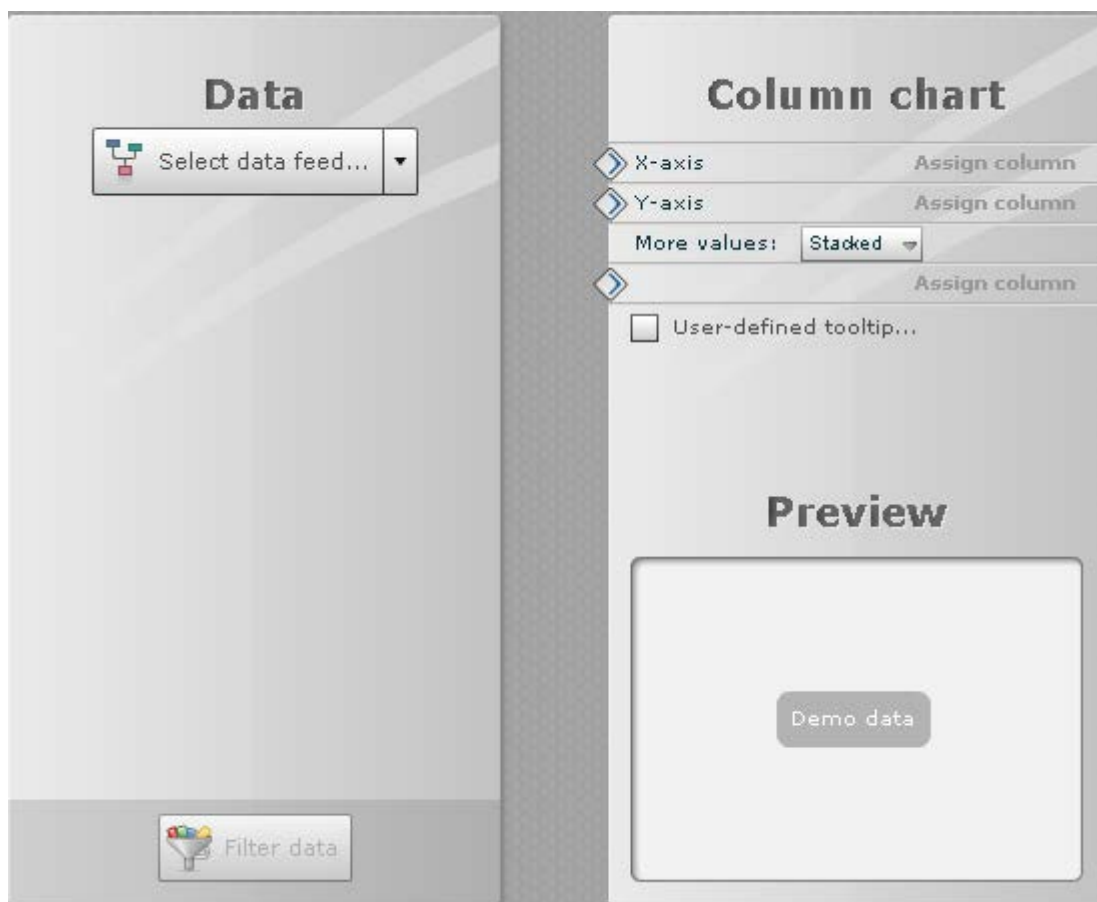 Data
Select data feed...
Filter data
Column chart
X-axis Assign column
Y-axis Assign column
More values: Stacked
Assign column
User-defined tooltip...
Preview
Demo data